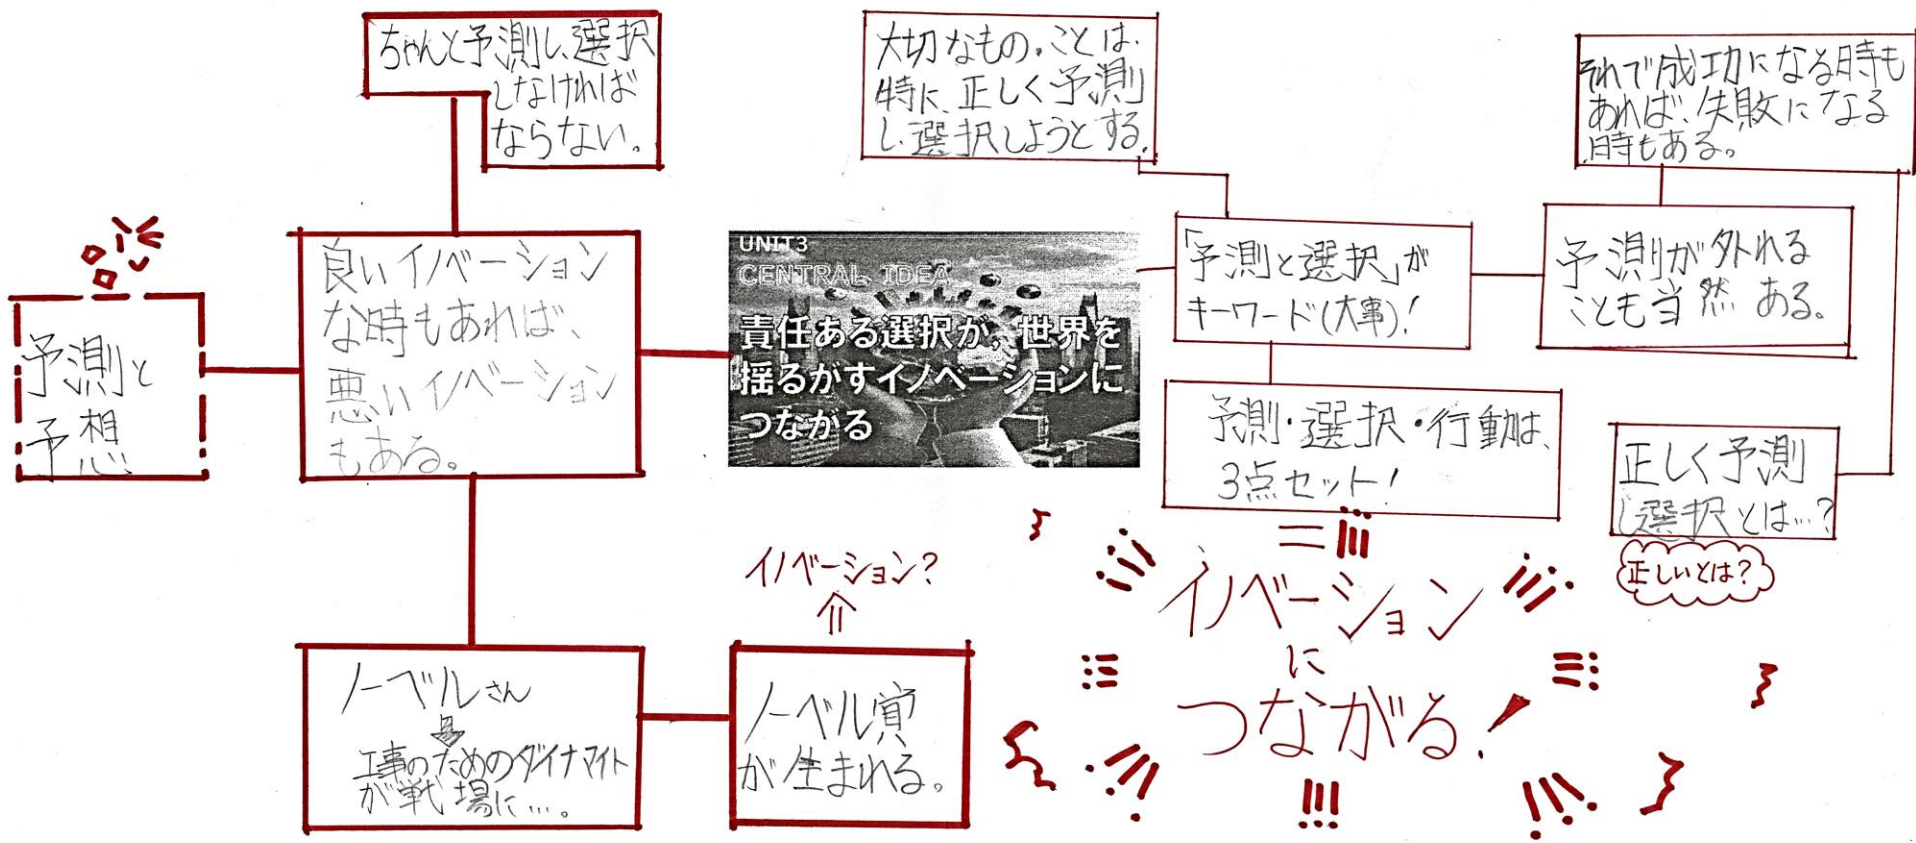 ちゃんと予測し、選択
しなければ
ならない。
大切なもの。ことは、
特に、正しく予測
し、選択しようとする。
それで成功になる時も
あれば、失敗になる
時もある。
予測と
予想
良いイノベーション
な時もあれば、
悪いイノベーション
もある。
UNIT3
CENTRAL IDEA
責任ある選択が、世界を
揺るがすイノベーションに
つながる
「予測と選択」が
キーワード(大事)!
予測が外れる
ことも当然ある。
予測・選択・行動は、
3点セット!
正しく予測
し選択とは…?
正しいとは?
ノーベルさん
工事のためのダイナマイト
が戦場に…。
イノベーション?
ノーベル賞
が生まれる。
イノベーション
に
つながる!